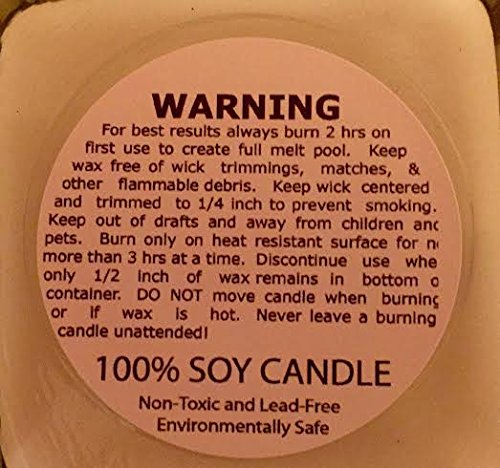 WARNING
For best results always burn 2 hrs on
first use to create full melt pool. Keep
wax free of wick trimmings, matches, &
other flammable debris. Keep wick centered
and trimmed to 1/4 inch to prevent smoking.
Keep out of drafts and away from children and
pets. Burn only on heat resistant surface for n
more than 3 hrs at a time. Discontinue use whe
only 1/2 inch of wax remains in bottom o
container. DO NOT move candle when burning
or if wax is hot. Never leave a burning
candle unattended!
100% SOY CANDLE
Non-Toxic and Lead-Free
Environmentally Safe